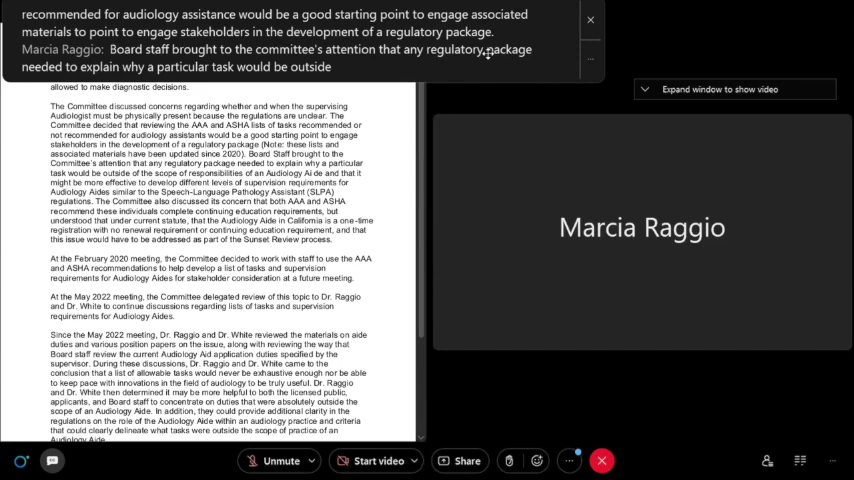 recommended for audiology assistance would be a good starting point to engage associated
materials to point to engage stakeholders in the development of a regulatory package.
Marcia Raggio: Board staff brought to the committee's attention that any regulatory package
needed to explain why a particular task would be outside
Expand window to show video
allowed to make diagnostic decisions.
The Committee discussed concerns regarding whether and when the supervising
Audiologist must be physically present because the regulations are unclear. The
Committee decided that reviewing the AAA and ASHA lists of tasks recommended or
not recommended for audiology assistants would be a good starting point to engage
stakeholders in the development of a regulatory package (Note: these lists and
associated materials have been updated since 2020). Board Staff brought to the
Committee's attention that any regulatory package needed to explain why a particular
task would be outside of the scope of responsibilities of an Audiology Ai de and that it
might be more effective to develop different levels of supervision requirements for
Audiology Aides similar to the Speech-Language Pathology Assistant (SLPA)
regulations. The Committee also discussed its concern that both AAA and ASHA
recommend these individuals complete continuing education requirements, but
understood that under current statute, that the Audiology Aide in California is a one-time
registration with no renewal requirement or continuing education requirement, and that
this issue would have to be addressed as part of the Sunset Review process.
At the February 2020 meeting, the Committee decided to work with staff to use the AAA
and ASHA recommendations to help develop a list of tasks and supervision
requirements for Audiology Aides for stakeholder consideration at a future meeting.
At the May 2022 meeting, the Committee delegated review of this topic to Dr. Raggio
and Dr. White to continue discussions regarding lists of tasks and supervision
requirements for Audiology Aides.
Since the May 2022 meeting, Dr. Raggio and Dr. White reviewed the materials on aide
duties and various position papers on the issue, along with reviewing the way that
Board staff review the current Audiology Aid application duties specified by the
supervisor. During these discussions, Dr. Raggio and Dr. White came to the
conclusion that a list of allowable tasks would never be exhaustive enough nor be able
to keep pace with innovations in the field of audiology to be truly useful. Dr. Raggio
and Dr. White then determined it may be more helpful to both the licensed public,
applicants, and Board staff to concentrate on duties that were absolutely outside the
scope of an Audiology Aide. In addition, they could provide additional clarity in the
regulations on the role of the Audiology Aide within an audiology practice and criteria
that could clearly delineate what tasks were outside the scope of practice of an
Audiology Aide.
Marcia Raggio
Unmute
Start video
Share